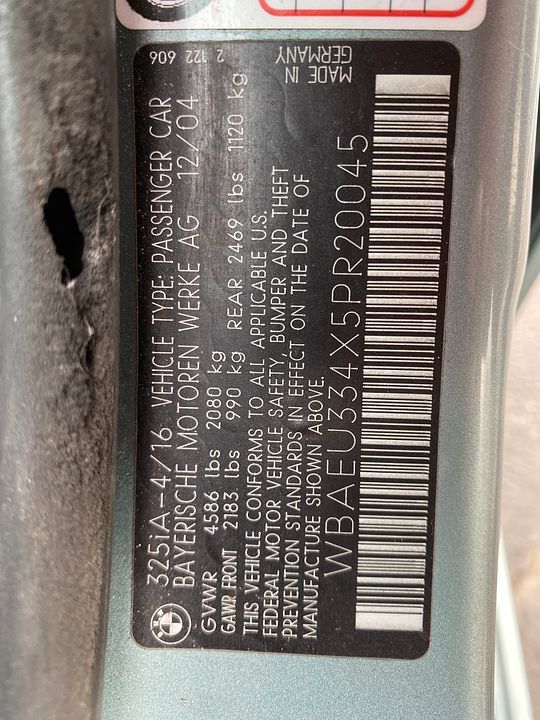 325iA-4/16 VEHICLE TYPE: PASSENGER CAR 2 122 606
BAYERISCHE MOTOREN WERKE AG 12/04
GVWR 4586 lbs 2080 kg
GAWR FRONT 2183 lbs 990 kg REAR 2469 lbs 1120 kg
THIS VEHICLE CONFORMS TO ALL APPLICABLE U.S.
FEDERAL MOTOR VEHICLE SAFETY, BUMPER AND THEFT
PREVENTION STANDARDS IN EFFECT ON THE DATE OF
MANUFACTURE SHOWN ABOVE.
MADE IN
GERMANY
WBAEU334X5PR20045